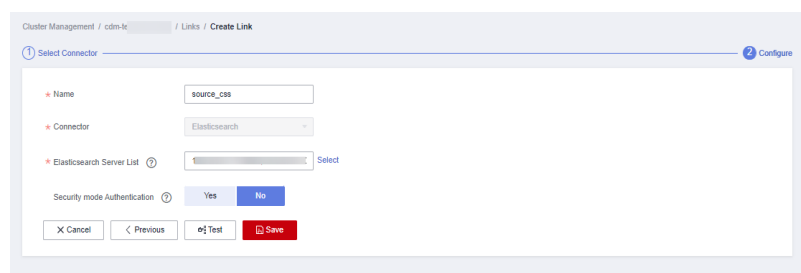 Cluster Management / cdm-te / Links / Create Link
1 Select Connector 2 Configure
* Name source_css
* Connector Elasticsearch
* Elasticsearch Server List ? Select
Security mode Authentication ? Yes No
Cancel Previous Test Save